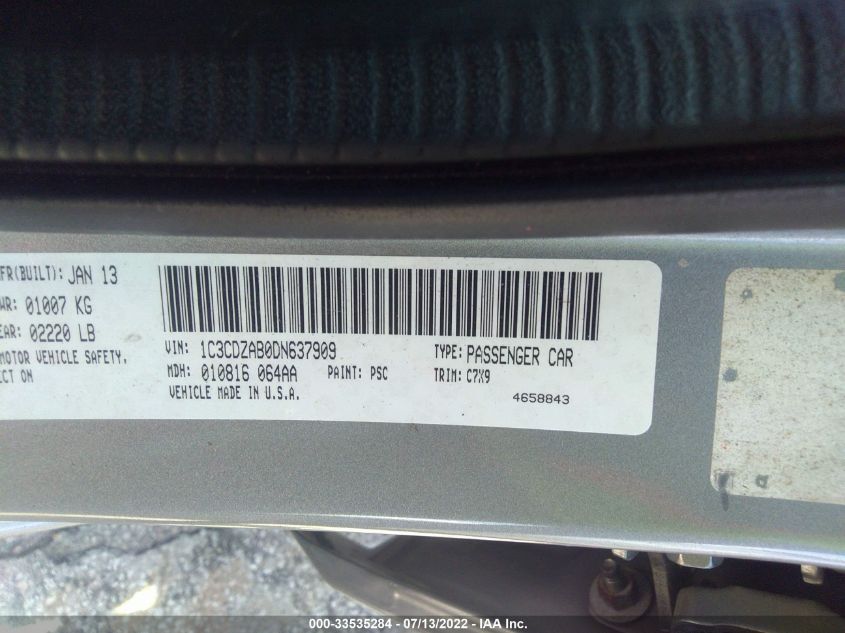 FR(BUILT): JAN 13
WR: 01007 KG
EAR: 02220 LB
MOTOR VEHICLE SAFETY,
ECT ON
VIN: 1C3CDZAB0DN637909
TYPE: PASSENGER CAR
MDH: 010816 064AA
PAINT: PSC
TRIM: C7X9
VEHICLE MADE IN U.S.A.
4658843
000-33535284 - 07/13/2022 - IAA Inc.